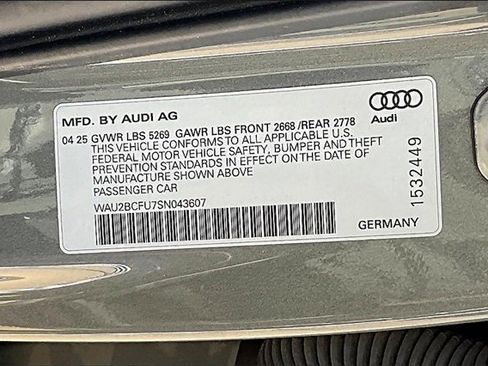 MFD. BY AUDI AG
04 25 GVWR LBS 5269 GAWR LBS FRONT 2668 /REAR 2778
THIS VEHICLE CONFORMS TO ALL APPLICABLE U.S.
FEDERAL MOTOR VEHICLE SAFETY, BUMPER AND THEFT
PREVENTION STANDARDS IN EFFECT ON THE DATE OF
MANUFACTURE SHOWN ABOVE
PASSENGER CAR
WAU2BCFU7SN043607
Audi
1532449
GERMANY